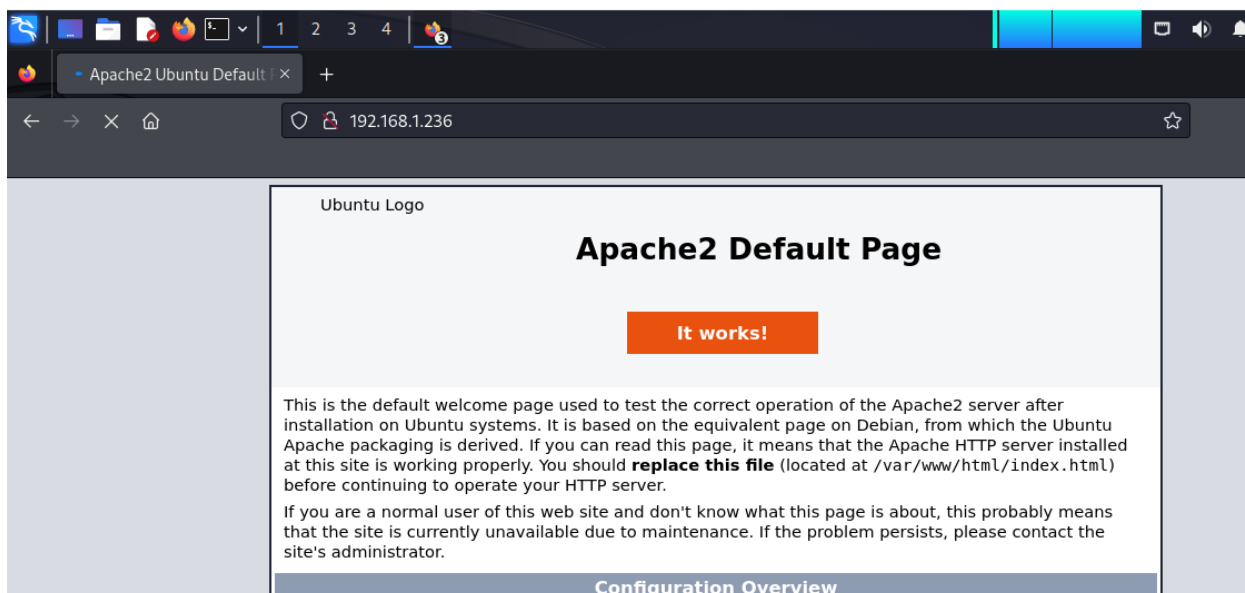 1 2 3 4 3
Apache2 Ubuntu Default
192.168.1.236
Ubuntu Logo
Apache2 Default Page
It works!
This is the default welcome page used to test the correct operation of the Apache2 server after
installation on Ubuntu systems. It is based on the equivalent page on Debian, from which the Ubuntu
Apache packaging is derived. If you can read this page, it means that the Apache HTTP server installed
at this site is working properly. You should replace this file (located at /var/www/html/index.html)
before continuing to operate your HTTP server.
If you are a normal user of this web site and don't know what this page is about, this probably means
that the site is currently unavailable due to maintenance. If the problem persists, please contact the
site's administrator.
Configuration Overview